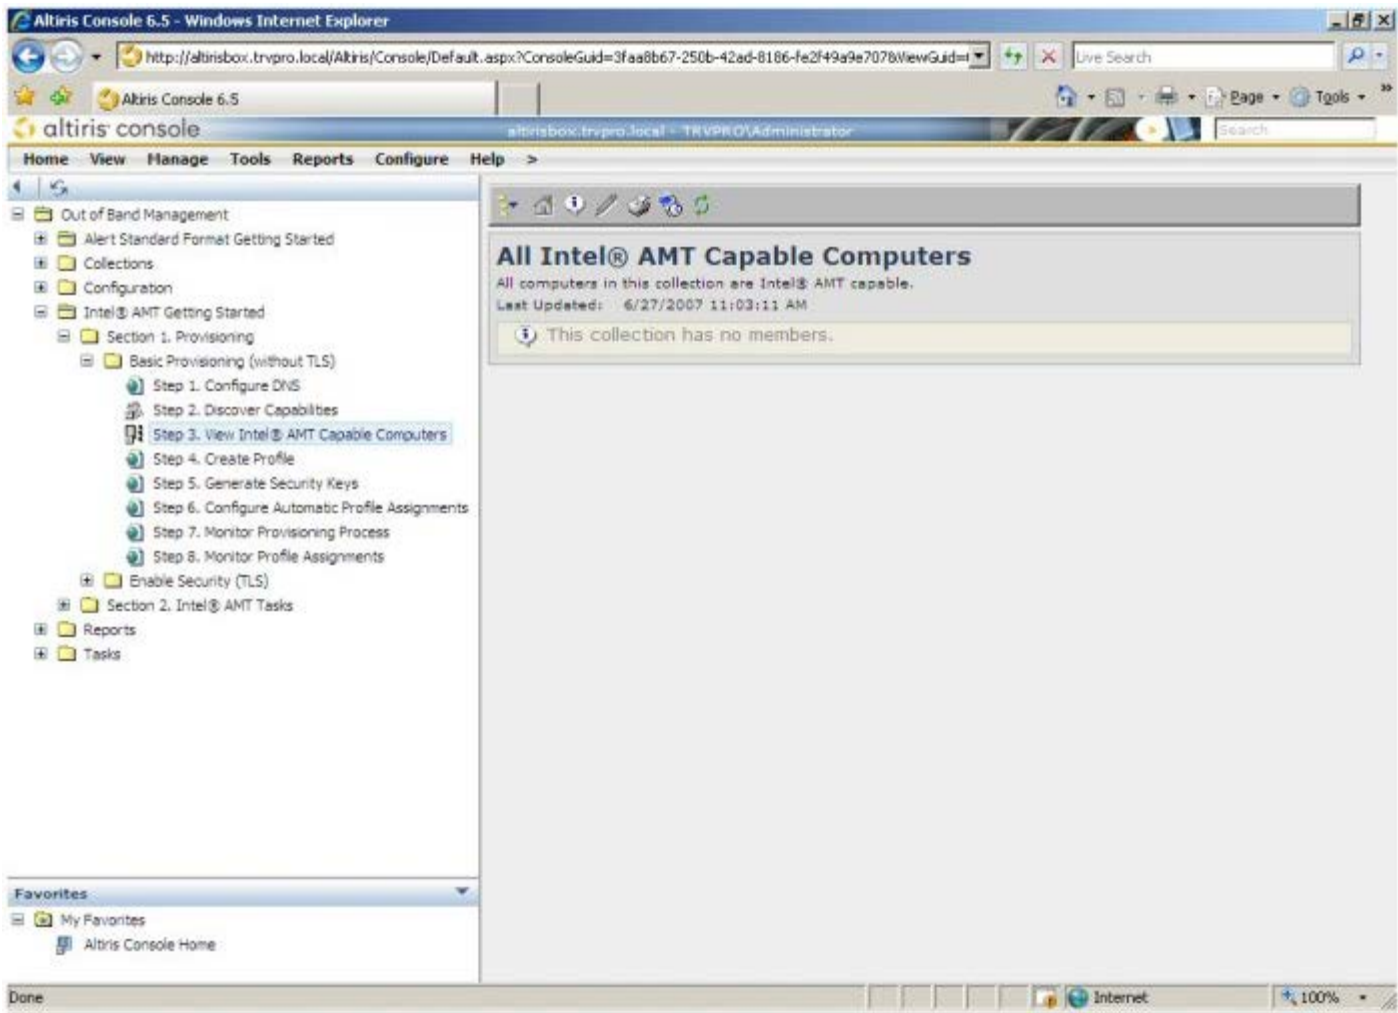 Altiris Console 6.5 - Windows Internet Explorer
http://altirisbox.trvpro.local/Altiris/Console/Default.aspx?ConsoleGuid=3faa8b67-250b-42ad-8186-fe2f49a9e707&ViewGuid=
Live Search
Altiris Console 6.5
Page
Tools
altiris console
altirisbox.trvpro.local - TRVPRO\Administrator
Search
Home View Manage Tools Reports Configure Help >
Out of Band Management
Alert Standard Format Getting Started
Collections
Configuration
Intel® AMT Getting Started
Section 1. Provisioning
Basic Provisioning (without TLS)
Step 1. Configure DNS
Step 2. Discover Capabilities
Step 3. View Intel® AMT Capable Computers
Step 4. Create Profile
Step 5. Generate Security Keys
Step 6. Configure Automatic Profile Assignments
Step 7. Monitor Provisioning Process
Step 8. Monitor Profile Assignments
Enable Security (TLS)
Section 2. Intel® AMT Tasks
Reports
Tasks
All Intel® AMT Capable Computers
All computers in this collection are Intel® AMT capable.
Last Updated: 6/27/2007 11:03:11 AM
This collection has no members.
Favorites
My Favorites
Altiris Console Home
Done
Internet
100%